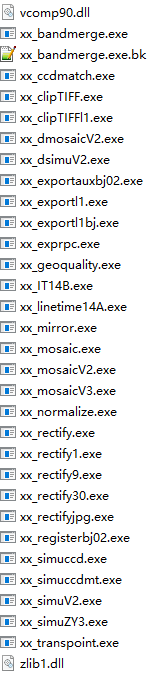 vcomp90.dll
xx_bandmerge.exe
xx_bandmerge.exe.bk
xx_ccdmatch.exe
xx_clipTIFF.exe
xx_clipTIFFl1.exe
xx_dmosaicV2.exe
xx_dsimuV2.exe
xx_exportauxbj02.exe
xx_exportl1.exe
xx_exportl1bj.exe
xx_exprpc.exe
xx_geoquality.exe
xx_IT14B.exe
xx_linetime14A.exe
xx_mirror.exe
xx_mosaic.exe
xx_mosaicV2.exe
xx_mosaicV3.exe
xx_normalize.exe
xx_rectify.exe
xx_rectify1.exe
xx_rectify9.exe
xx_rectify30.exe
xx_rectifyjpg.exe
xx_registerbj02.exe
xx_simuccd.exe
xx_simuccdmt.exe
xx_simuV2.exe
xx_simuZY3.exe
xx_transpoint.exe
zlib1.dll